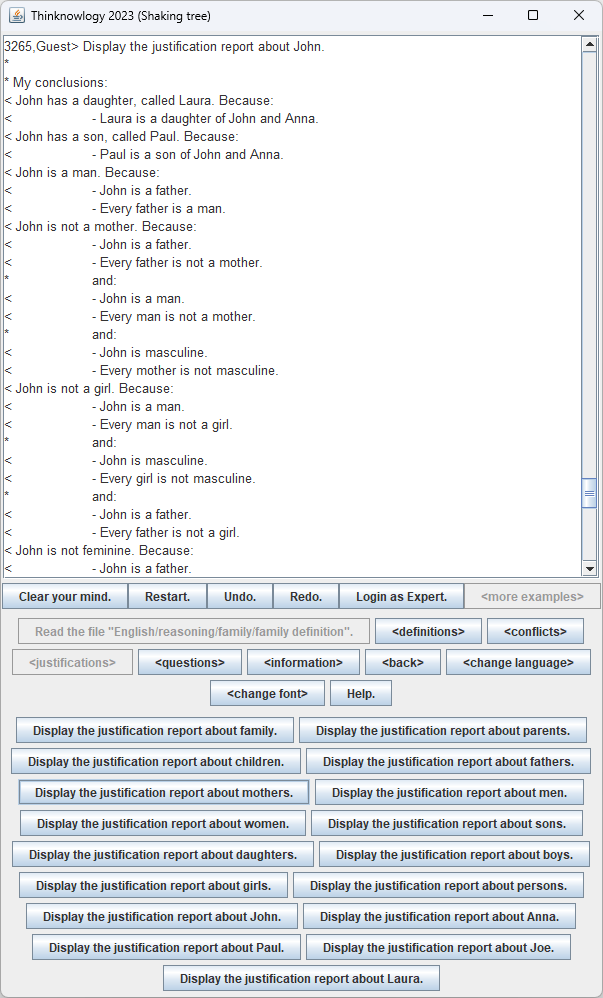 Thinknowlogy 2023 (Shaking tree)
3265,Guest> Display the justification report about John.
*
* My conclusions:
< John has a daughter, called Laura. Because:
< - Laura is a daughter of John and Anna.
< John has a son, called Paul. Because:
< - Paul is a son of John and Anna.
< John is a man. Because:
< - John is a father.
< - Every father is a man.
< John is not a mother. Because:
< - John is a father.
< - Every father is not a mother.
* and:
< - John is a man.
< - Every man is not a mother.
* and:
< - John is masculine.
< - Every mother is not masculine.
< John is not a girl. Because:
< - John is a man.
< - Every man is not a girl.
* and:
< - John is masculine.
< - Every girl is not masculine.
* and:
< - John is a father.
< - Every father is not a girl.
< John is not feminine. Because:
< - John is a father.
Clear your mind. Restart. Undo. Redo. Login as Expert. <more examples>
Read the file "English/reasoning/family/family definition". <definitions> <conflicts>
<justifications> <questions> <information> <back> <change language>
<change font> Help.
Display the justification report about family. Display the justification report about parents.
Display the justification report about children. Display the justification report about fathers.
Display the justification report about mothers. Display the justification report about men.
Display the justification report about women. Display the justification report about sons.
Display the justification report about daughters. Display the justification report about boys.
Display the justification report about girls. Display the justification report about persons.
Display the justification report about John. Display the justification report about Anna.
Display the justification report about Paul. Display the justification report about Joe.
Display the justification report about Laura.